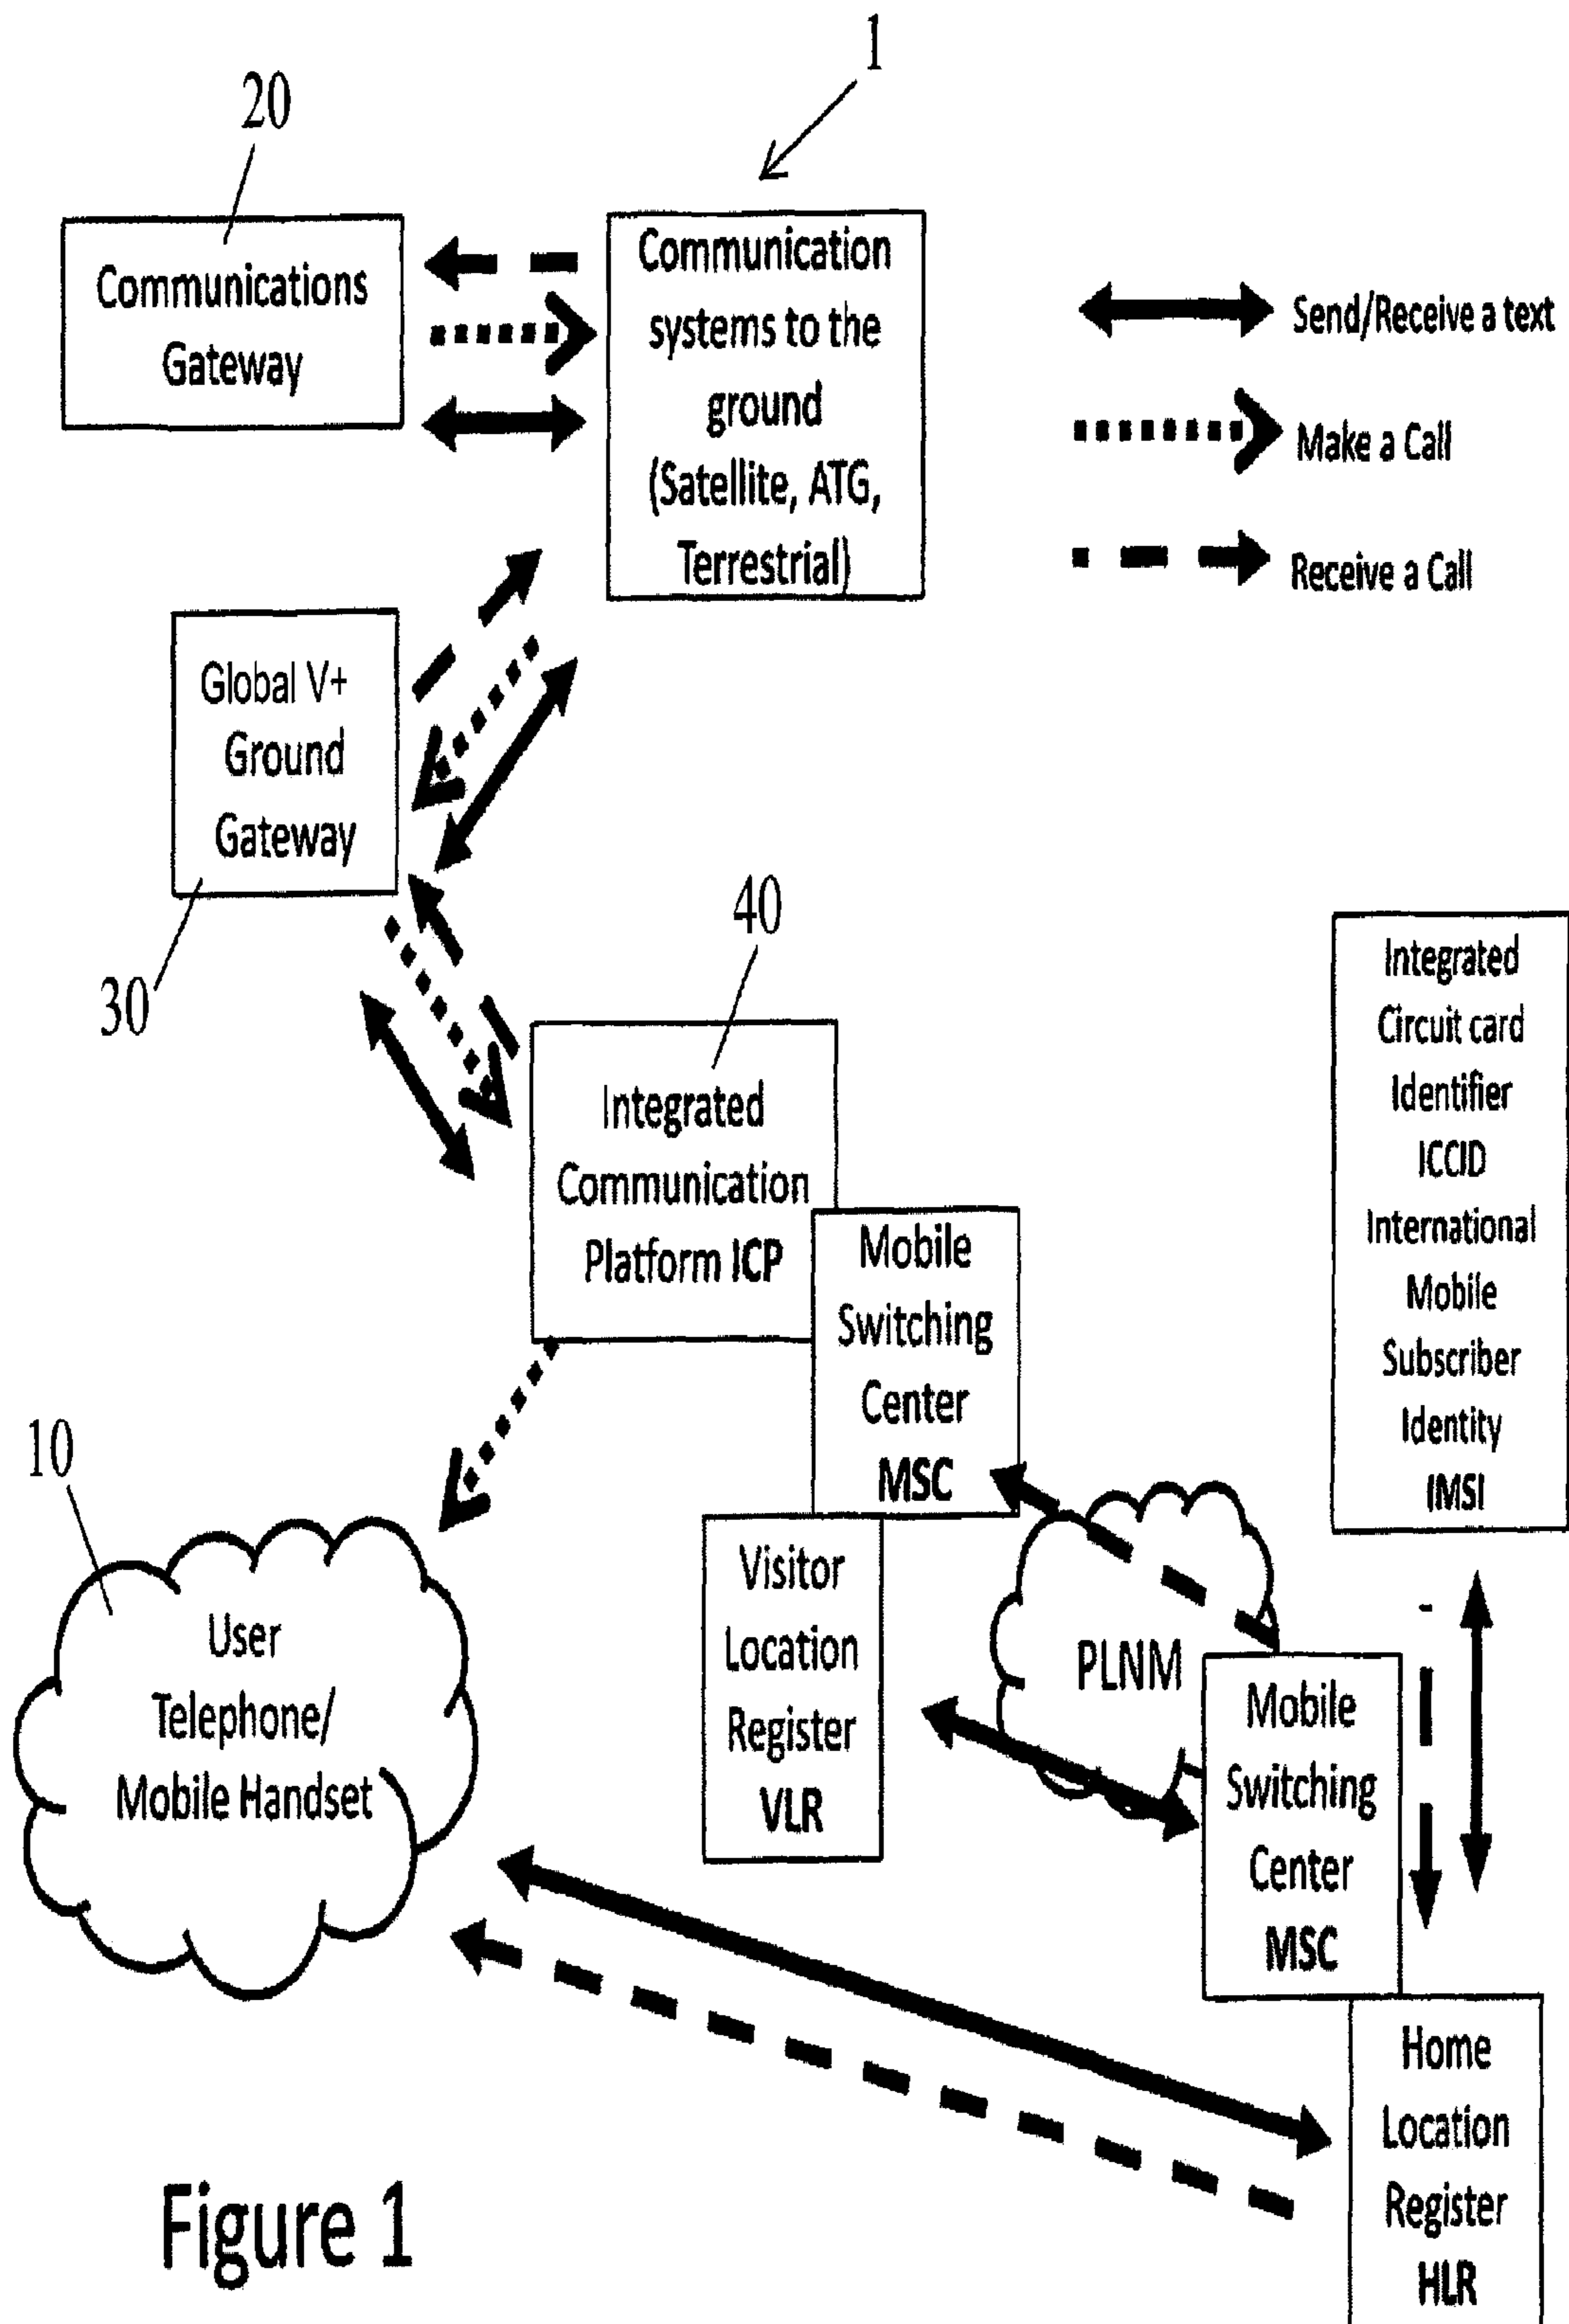 1
20
Communications
Gateway
Communication
systems to the
ground
(Satellite, ATG,
Terrestrial)
Send/Receive a text
Make a Call
Receive a Call
Global V+
Ground
Gateway
30
40
Integrated
Communication
Platform ICP
Mobile
Switching
Center
MSC
Integrated
Circuit card
Identifier
ICCID
International
Mobile
Subscriber
Identity
IMSI
10
User
Telephone/
Mobile Handset
Visitor
Location
Register
VLR
PLNM
Mobile
Switching
Center
MSC
Home
Location
Register
HLR
Figure 1